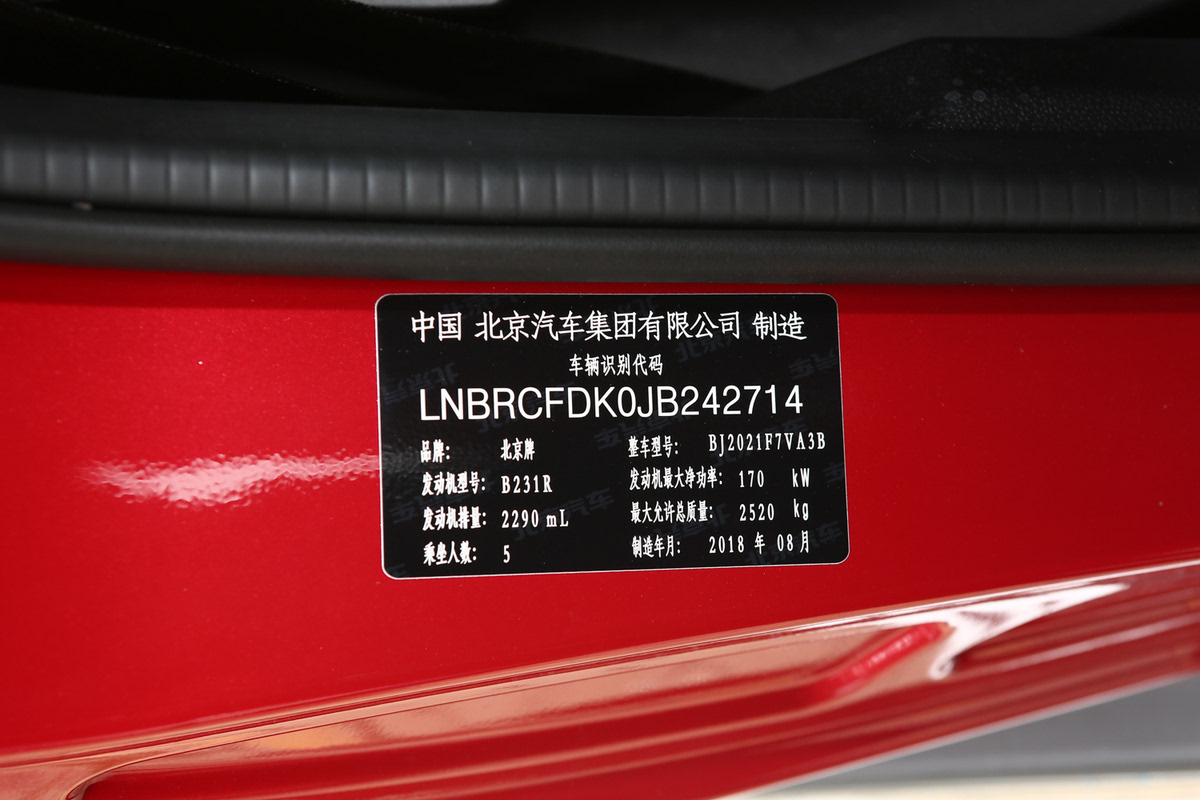 中国 北京汽车集团有限公司 制造
车辆识别代码
LNBRCFDK0JB242714
品牌: 北京牌 整车型号: BJ2021F7VA3B
发动机型号: B231R 发动机最大净功率: 170 kW
发动机排量: 2290 mL 最大允许总质量: 2520 kg
乘坐人数: 5 制造年月: 2018 年 08 月